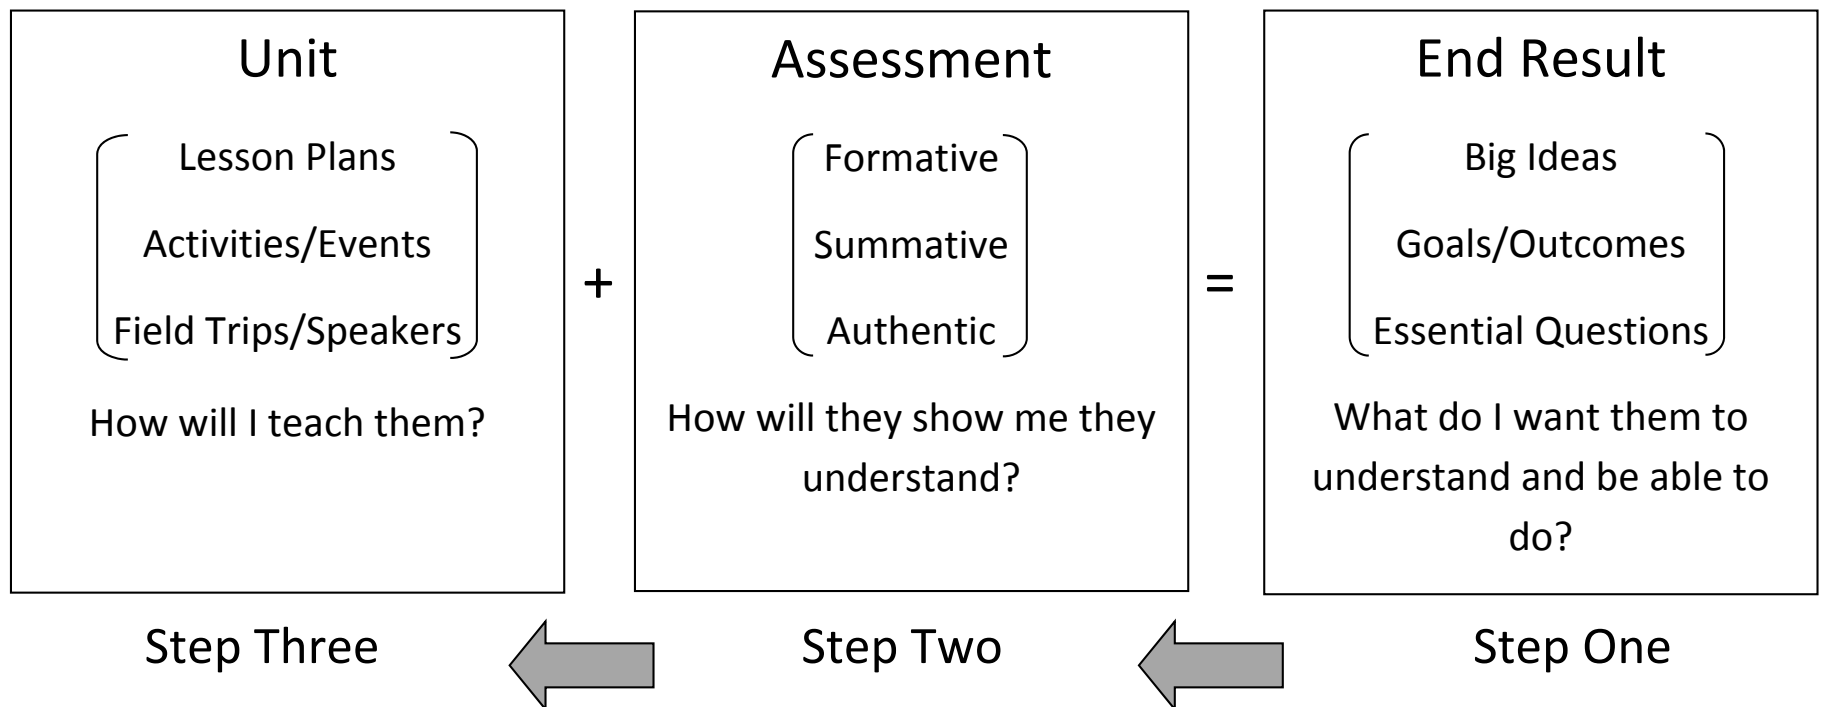 Unit
Lesson Plans
Activities/Events
Field Trips/Speakers
How will I teach them?
+
Assessment
Formative
Summative
Authentic
How will they show me they
understand?
=
End Result
Big Ideas
Goals/Outcomes
Essential Questions
What do I want them to
understand and be able to
do?
Step Three
Step Two
Step One